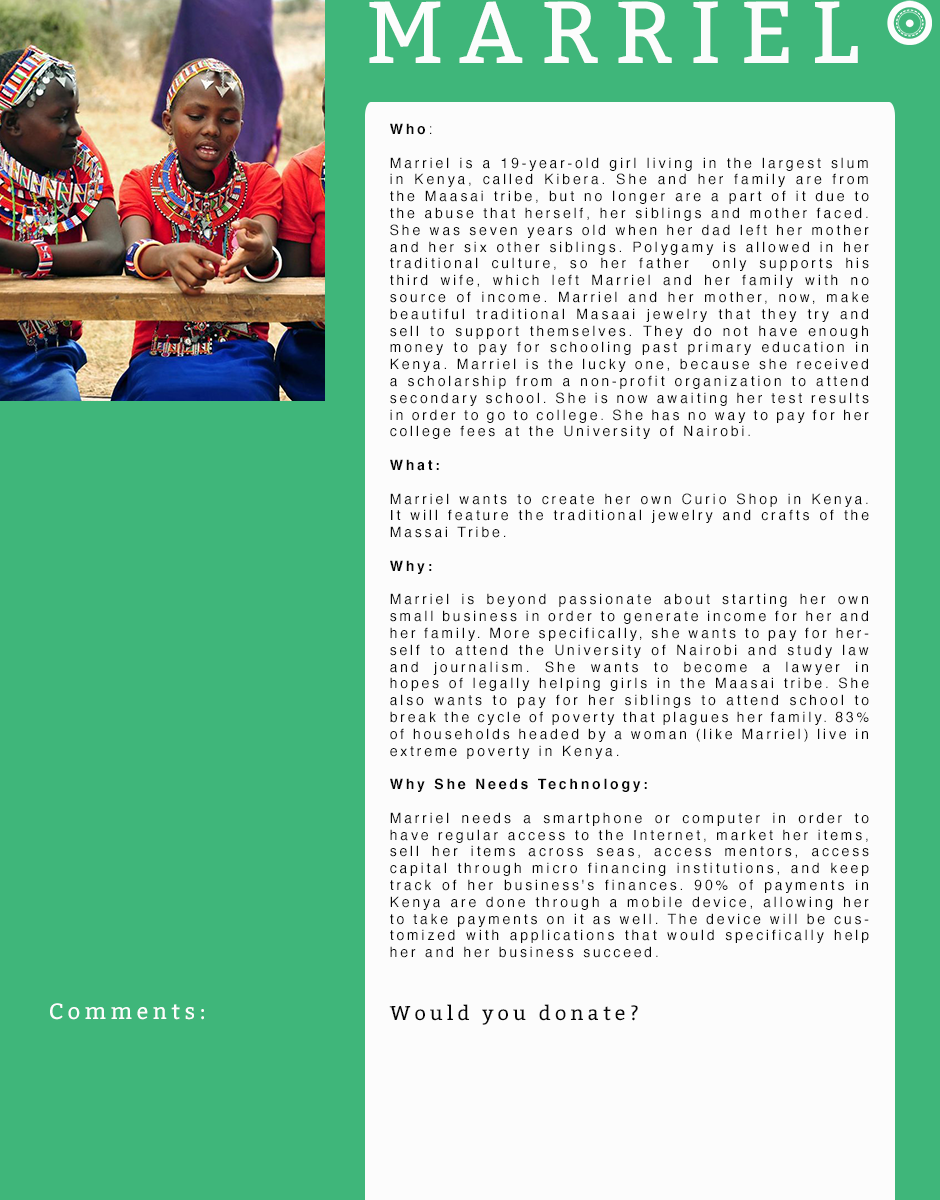 MARRIEL
Who:
Marriel is a 19-year-old girl living in the largest slum
in Kenya, called Kibera. She and her family are from
the Maasai tribe, but no longer are a part of it due to
the abuse that herself, her siblings and mother faced.
She was seven years old when her dad left her mother
and her six other siblings. Polygamy is allowed in her
traditional culture, so her father only supports his
third wife, which left Marriel and her family with no
source of income. Marriel and her mother, now, make
beautiful traditional Masaai jewelry that they try and
sell to support themselves. They do not have enough
money to pay for schooling past primary education in
Kenya. Marriel is the lucky one, because she received
a scholarship from a non-profit organization to attend
secondary school. She is now awaiting her test results
in order to go to college. She has no way to pay for her
college fees at the University of Nairobi.
What:
Marriel wants to create her own Curio Shop in Kenya.
It will feature the traditional jewelry and crafts of the
Massai Tribe.
Why:
Marriel is beyond passionate about starting her own
small business in order to generate income for her and
her family. More specifically, she wants to pay for her-
self to attend the University of Nairobi and study law
and journalism. She wants to become a lawyer in
hopes of legally helping girls in the Maasai tribe. She
also wants to pay for her siblings to attend school to
break the cycle of poverty that plagues her family. 83%
of households headed by a woman (like Marriel) live in
extreme poverty in Kenya.
Why She Needs Technology:
Marriel needs a smartphone or computer in order to
have regular access to the Internet, market her items,
sell her items across seas, access mentors, access
capital through micro financing institutions, and keep
track of her business's finances. 90% of payments in
Kenya are done through a mobile device, allowing her
to take payments on it as well. The device will be cus-
tomized with applications that would specifically help
her and her business succeed.
Comments:
Would you donate?